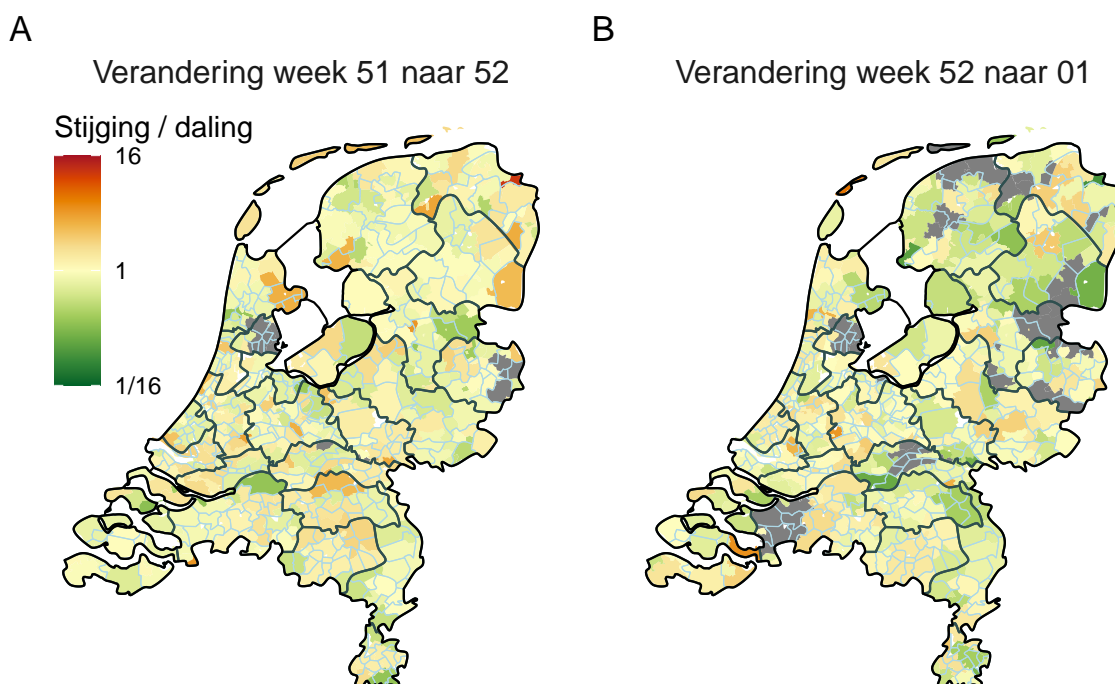 A
Verandering week 51 naar 52
Stijging / daling
16
1
1/16
B
Verandering week 52 naar 01